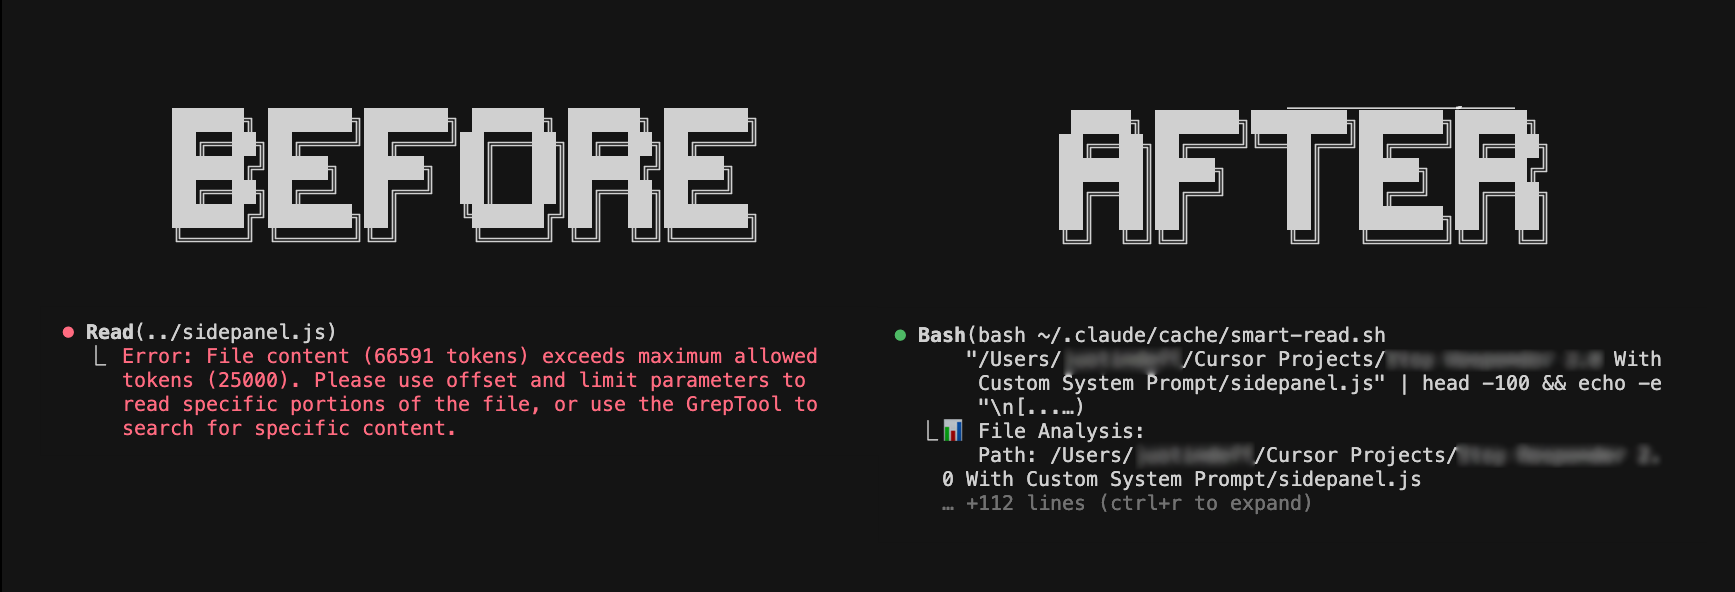 BEFORE
Read(../sidepanel.js)
Error: File content (66591 tokens) exceeds maximum allowed
tokens (25000). Please use offset and limit parameters to
read specific portions of the file, or use the GrepTool to
search for specific content.
AFTER
Bash(bash ~/.claude/cache/smart-read.sh
"/Users/ /Cursor Projects/ With
Custom System Prompt/sidepanel.js" | head -100 && echo -e
"\n[...…)
File Analysis:
Path: /Users/ /Cursor Projects/
0 With Custom System Prompt/sidepanel.js
… +112 lines (ctrl+r to expand)